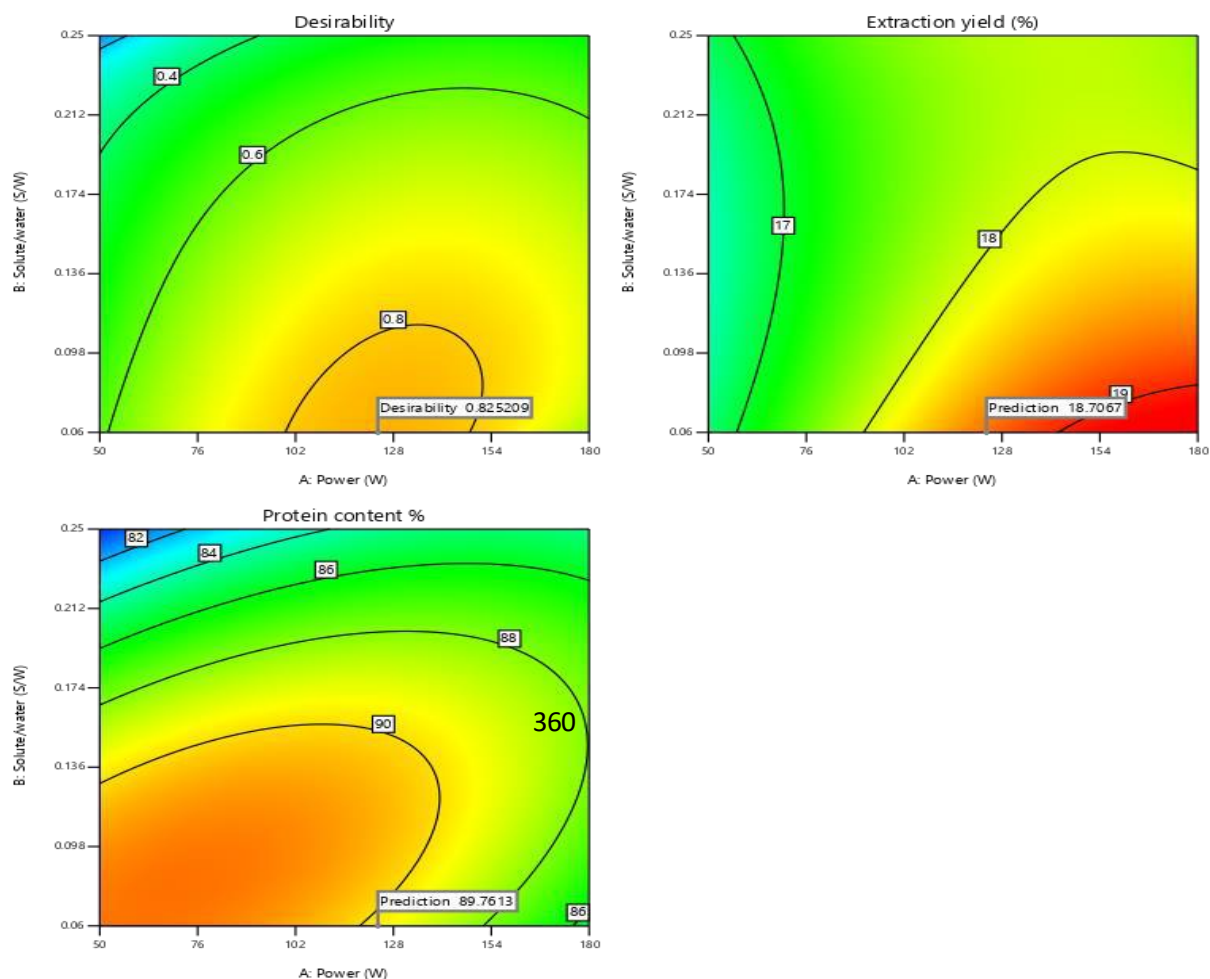 Desirability
0.25
0.212
0.174
0.136
0.098
0.06
B: Solute/water (S/W)
0.4
0.6
0.8
Desirability 0.825209
50 76 102 128 154 180
A: Power (W)
Extraction yield (%)
0.25
0.212
0.174
0.136
0.098
0.06
B: Solute/water (S/W)
17
18
19
Prediction 18.7067
50 76 102 128 154 180
A: Power (W)
Protein content %
0.25
0.212
0.174
0.136
0.098
0.06
B: Solute/water (S/W)
82
84
86
88
90
360
Prediction 89.7613
86
50 76 102 128 154 180
A: Power (W)